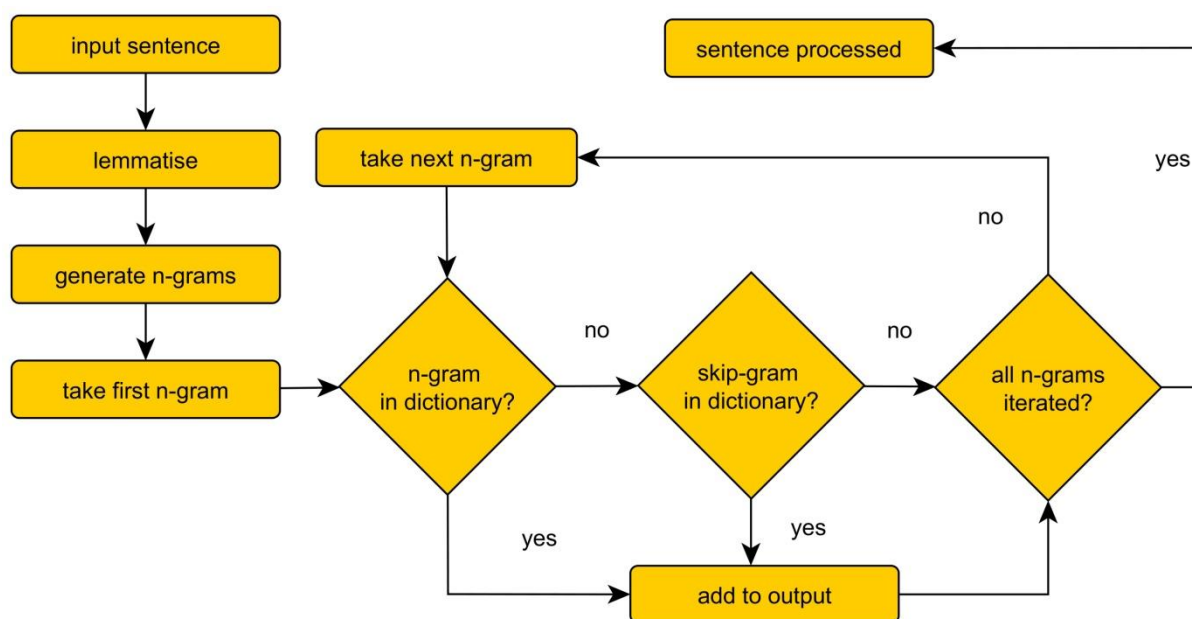 input sentence
sentence processed
lemmatise
take next n-gram
yes
no
generate n-grams
no
no
take first n-gram
n-gram
in dictionary?
skip-gram
in dictionary?
all n-grams
iterated?
yes
yes
add to output